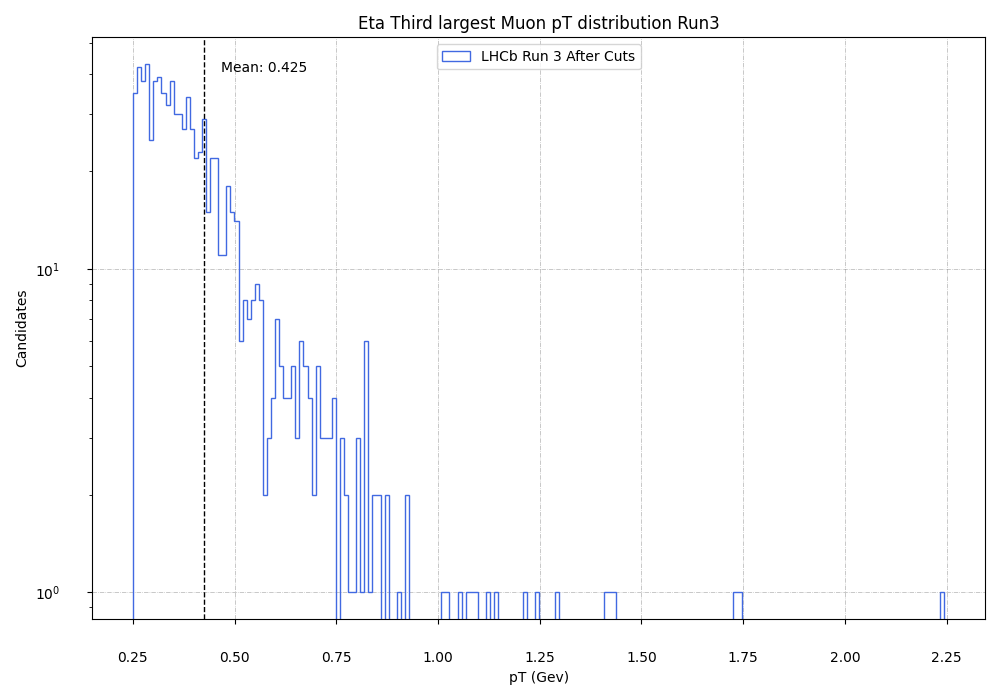 Eta Third largest Muon pT distribution Run3
LHCb Run 3 After Cuts
Mean: 0.425
Candidates
10¹
10⁰
0.25 0.50 0.75 1.00 1.25 1.50 1.75 2.00 2.25
pT (Gev)